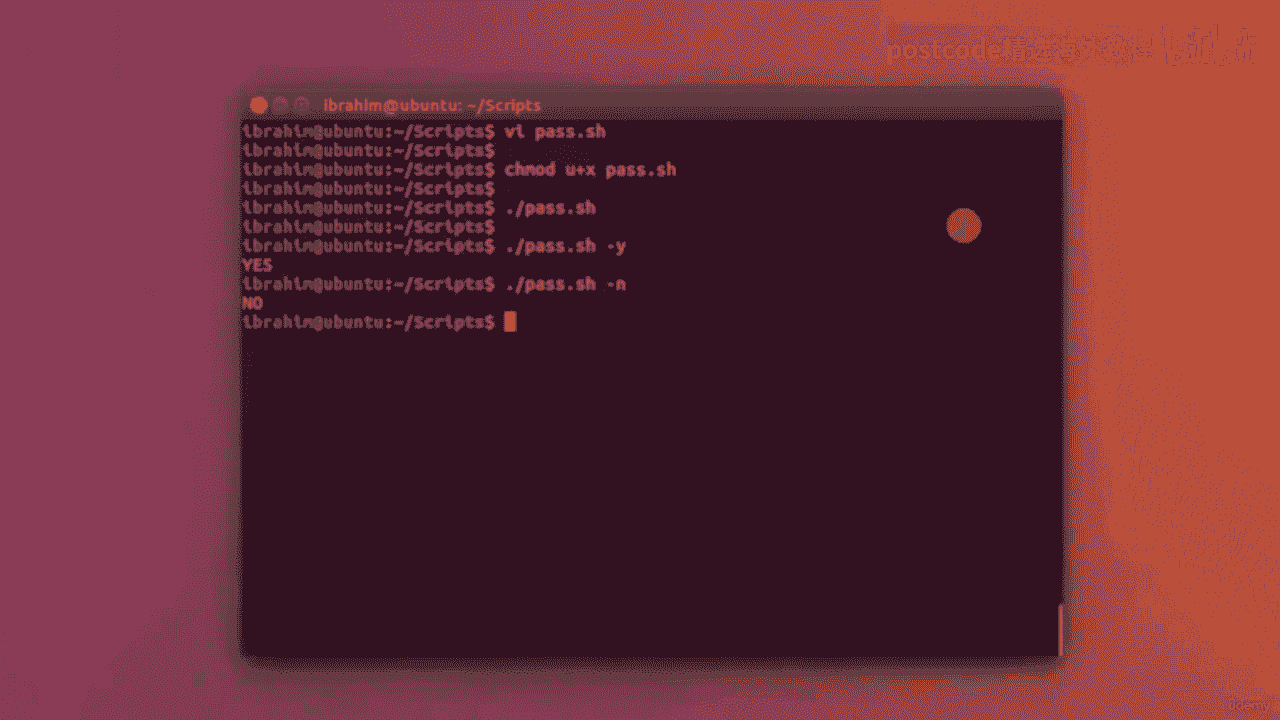 postcode
ibrahim@ubuntu: ~/Scripts
ibrahim@ubuntu:~/Scripts$ vi pass.sh
ibrahim@ubuntu:~/Scripts$
ibrahim@ubuntu:~/Scripts$ chmod u+x pass.sh
ibrahim@ubuntu:~/Scripts$
ibrahim@ubuntu:~/Scripts$ ./pass.sh
ibrahim@ubuntu:~/Scripts$
ibrahim@ubuntu:~/Scripts$ ./pass.sh -y
YES
ibrahim@ubuntu:~/Scripts$ ./pass.sh -n
NO
ibrahim@ubuntu:~/Scripts$
udemy